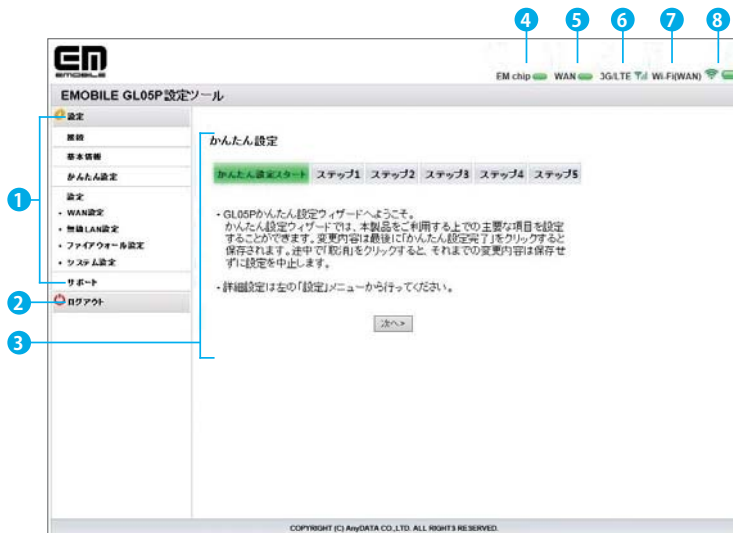 4 5 6 7 8
EM
EMOBILE
EM chip WAN 3G/LTE Wi-Fi(WAN)
EMOBILE GL05P設定ツール
設定
接続
基本情報
かんたん設定
設定
・WAN設定
・無線LAN設定
・ファイアウォール設定
・システム設定
サポート
1
2
ログアウト
3
かんたん設定
かんたん設定スタート ステップ1 ステップ2 ステップ3 ステップ4 ステップ5
・GL05Pかんたん設定ウィザードへようこそ。
かんたん設定ウィザードでは、本製品をご利用する上での主要な項目を設定
することができます。変更内容は最後に「かんたん設定完了」をクリックすると
保存されます。途中で「取消」をクリックすると、それまでの変更内容は保存せ
ずに設定を中止します。
・詳細設定は左の「設定」メニューから行ってください。
次へ>
COPYRIGHT (C) AnyDATA CO.,LTD. ALL RIGHTS RESERVED.